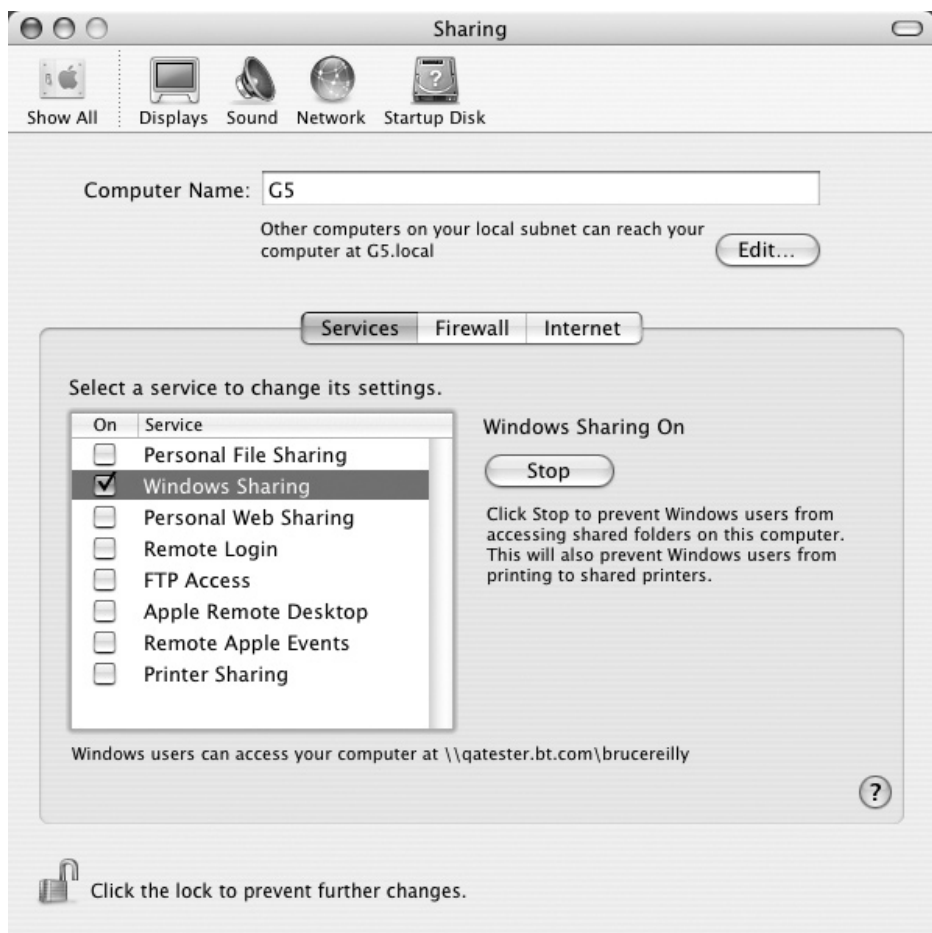 Sharing
Show All
Displays
Sound
Network
Startup Disk
Computer Name: G5
Other computers on your local subnet can reach your
computer at G5.local
Edit...
Services
Firewall
Internet
Select a service to change its settings.
On
Service
Personal File Sharing
Windows Sharing
Personal Web Sharing
Remote Login
FTP Access
Apple Remote Desktop
Remote Apple Events
Printer Sharing
Windows Sharing On
Stop
Click Stop to prevent Windows users from
accessing shared folders on this computer.
This will also prevent Windows users from
printing to shared printers.
Windows users can access your computer at \\qatester.bt.com\brucereilly
?
Click the lock to prevent further changes.